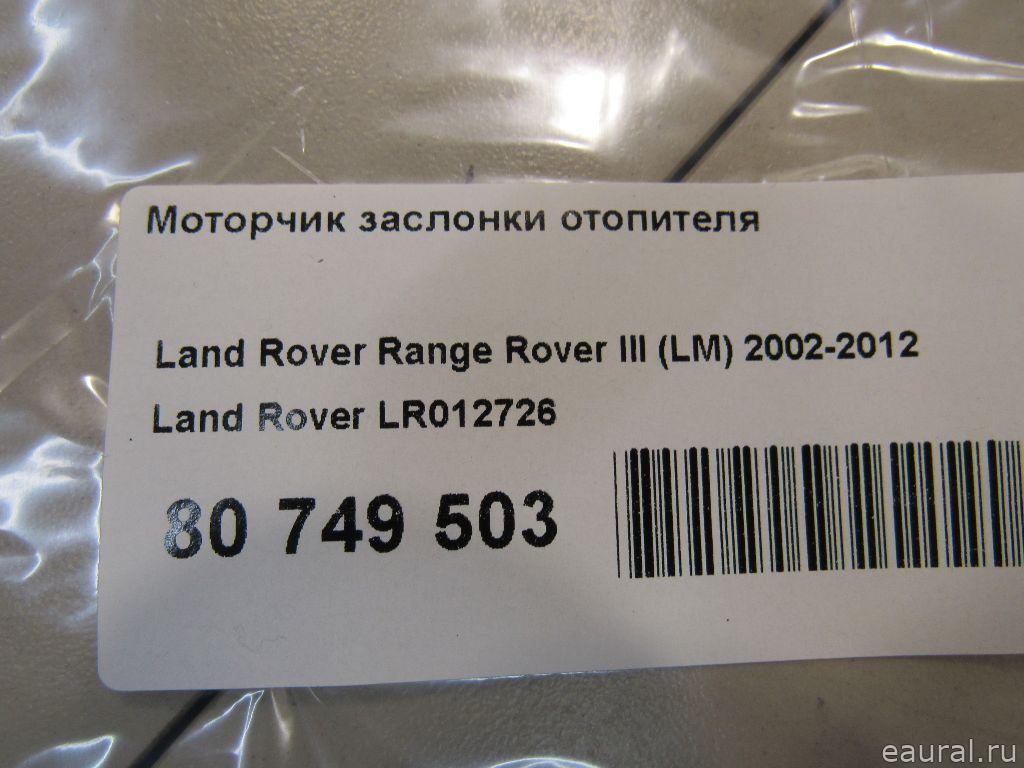 Моторчик заслонки отопителя
Land Rover Range Rover III (LM) 2002-2012
Land Rover LR012726
80 749 503
eaural.ru